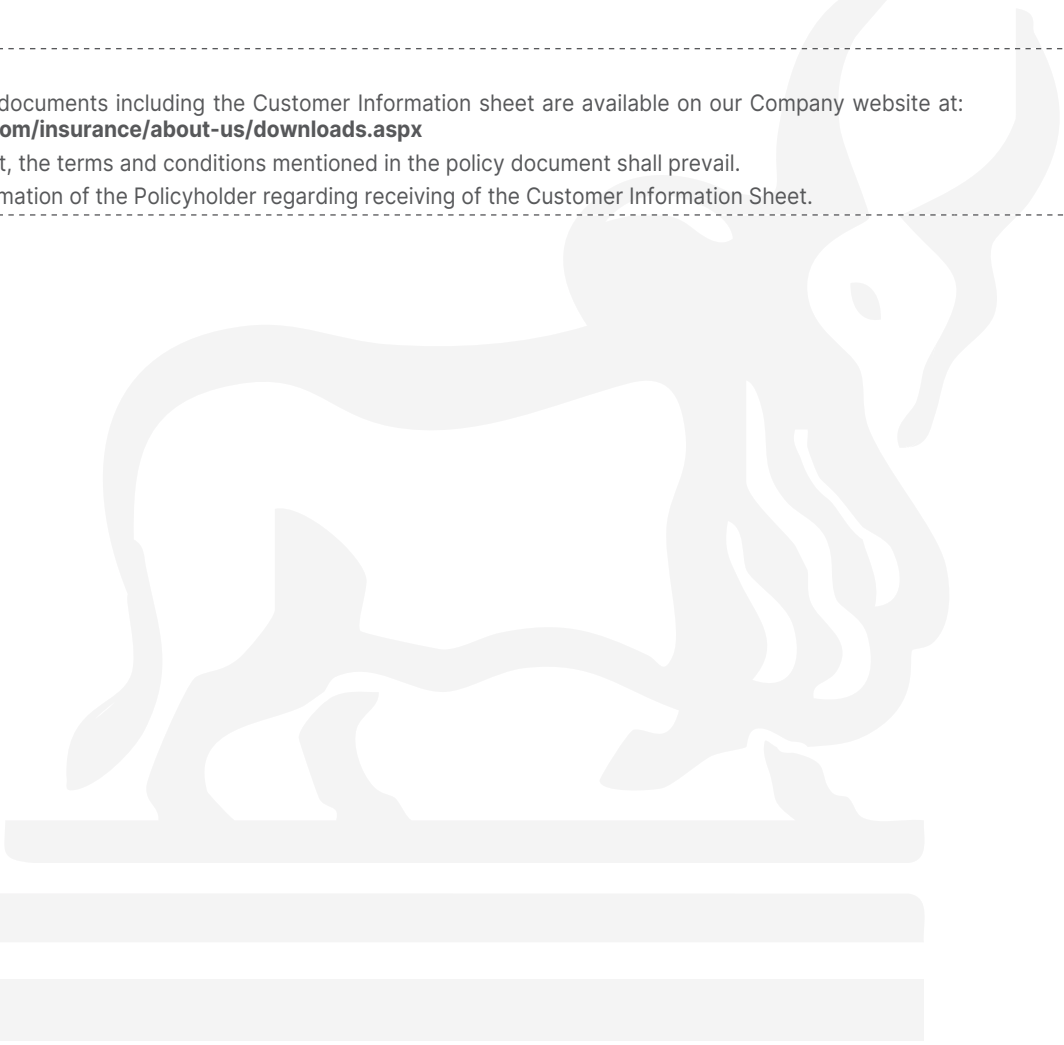 documents including the Customer Information sheet are available on our Company website at:
om/insurance/about-us/downloads.aspx
t, the terms and conditions mentioned in the policy document shall prevail.
mation of the Policyholder regarding receiving of the Customer Information Sheet.